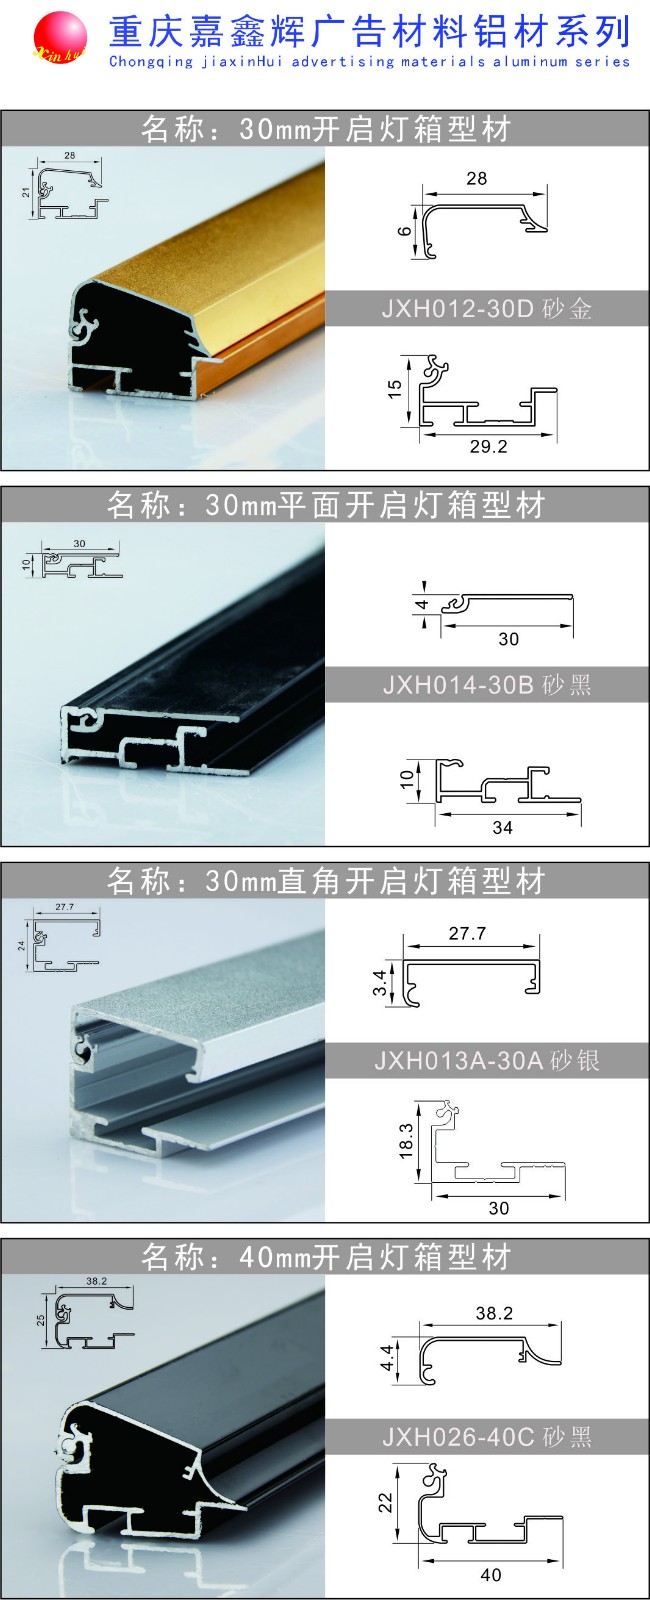 xin hui
重庆嘉鑫辉广告材料铝材系列
Chongqing jiaxinHui advertising materials aluminum series
名称：30mm开启灯箱型材
28
21
28
6
JXH012-30D 砂金
15
29.2
名称：30mm平面开启灯箱型材
30
10
4
30
JXH014-30B 砂黑
10
34
名称：30mm直角开启灯箱型材
27.7
24
27.7
3.4
JXH013A-30A 砂银
18.3
30
名称：40mm开启灯箱型材
38.2
25
38.2
4.4
JXH026-40C 砂黑
22
40